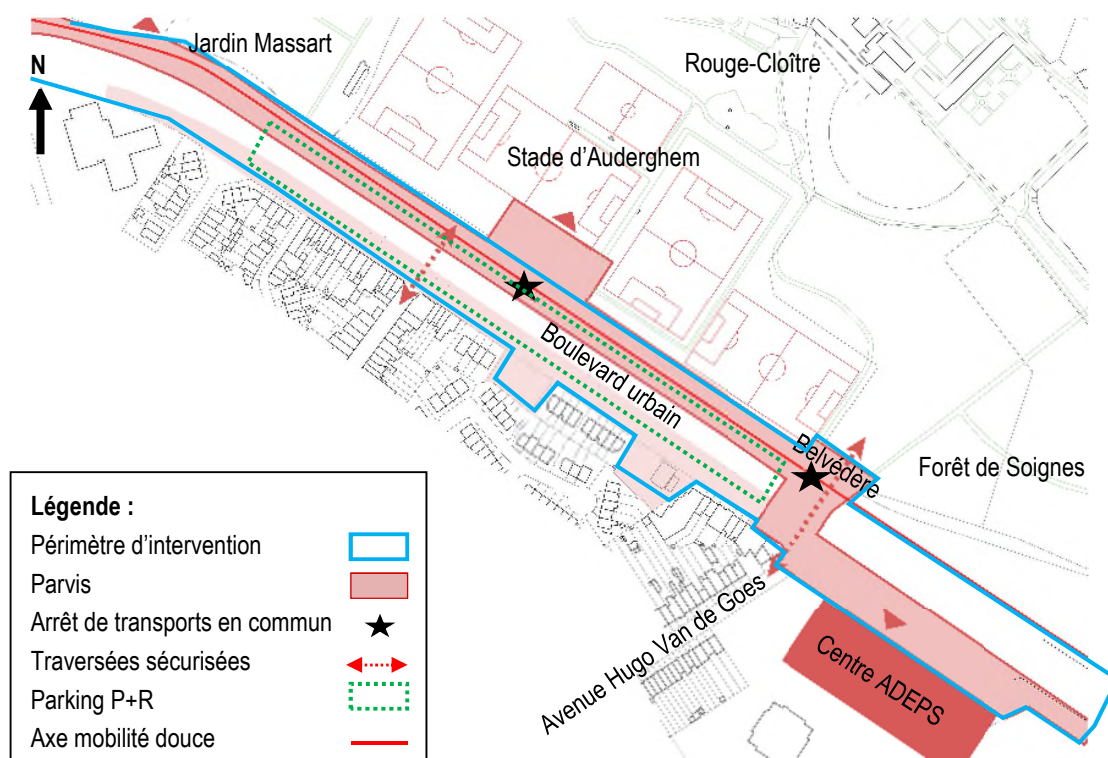 Jardin Massart
N
Rouge-Cloître
Stade d’Auderghem
Boulevard urbain
Belvédère
Forêt de Soignes
Avenue Hugo Van de Goes
Centre ADEPS
Légende :
Périmètre d’intervention
Parvis
Arrêt de transports en commun
Traversées sécurisées
Parking P+R
Axe mobilité douce